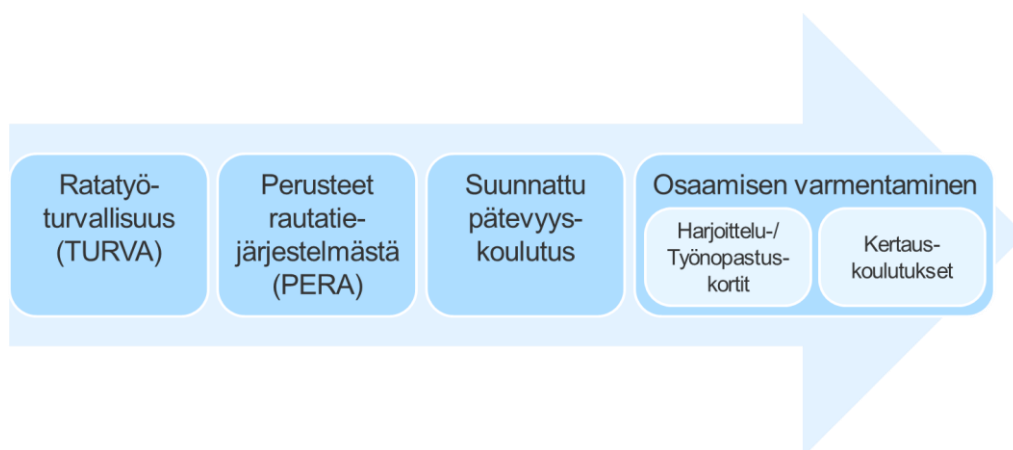 Ratatyö-
turvallisuus
(TURVA)
Perusteet
rautatie-
järjestelmästä
(PERA)
Suunnattu
pätevyys-
koulutus
Osaamisen varmentaminen
Harjoittelu-/
Työnopastus-
kortit
Kertaus-
koulutukset